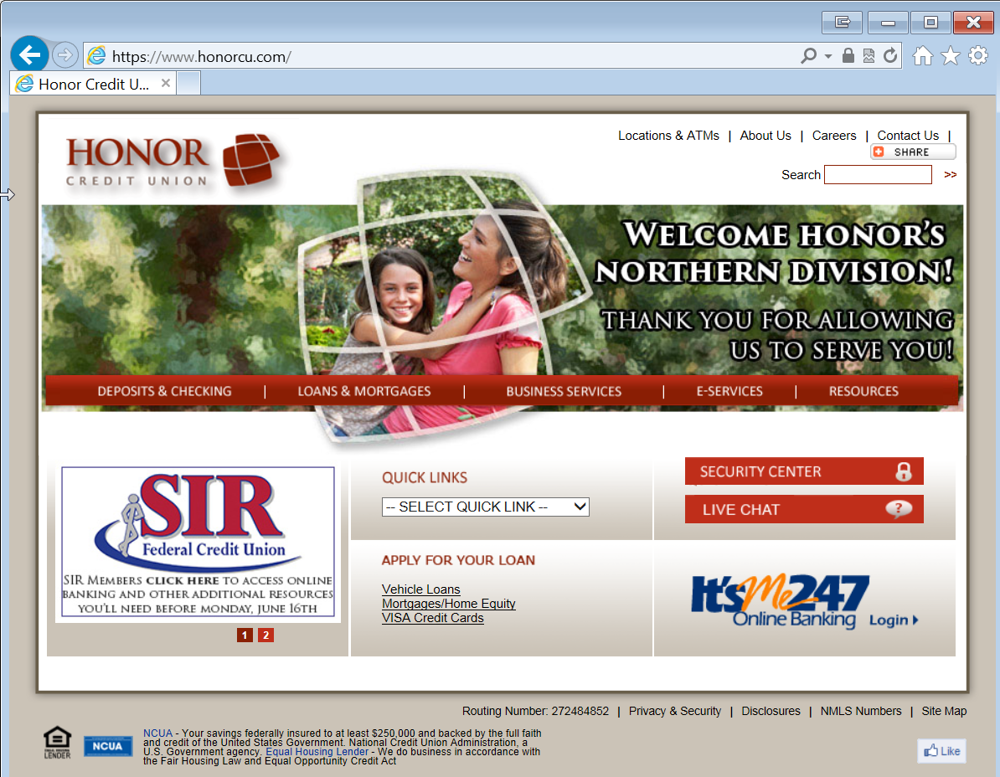 https://www.honorcu.com/
Honor Credit U...
HONOR
CREDIT UNION
Locations & ATMs | About Us | Careers | Contact Us |
SHARE
Search >>
WELCOME HONOR'S
NORTHERN DIVISION!
THANK YOU FOR ALLOWING
US TO SERVE YOU!
DEPOSITS & CHECKING | LOANS & MORTGAGES | BUSINESS SERVICES | E-SERVICES | RESOURCES
SIR
Federal Credit Union
SIR MEMBERS CLICK HERE TO ACCESS ONLINE
BANKING AND OTHER ADDITIONAL RESOURCES
YOU'LL NEED BEFORE MONDAY, JUNE 16TH
1 2
QUICK LINKS
-- SELECT QUICK LINK --
APPLY FOR YOUR LOAN
Vehicle Loans
Mortgages/Home Equity
VISA Credit Cards
SECURITY CENTER
LIVE CHAT
?
It'sMe247
Online Banking Login
Routing Number: 272484852 | Privacy & Security | Disclosures | NMLS Numbers | Site Map
EQUAL HOUSING
LENDER
NCUA
NCUA - Your savings federally insured to at least $250,000 and backed by the full faith
and credit of the United States Government. National Credit Union Administration, a
U.S. Government agency. Equal Housing Lender - We do business in accordance with
the Fair Housing Law and Equal Opportunity Credit Act
Like